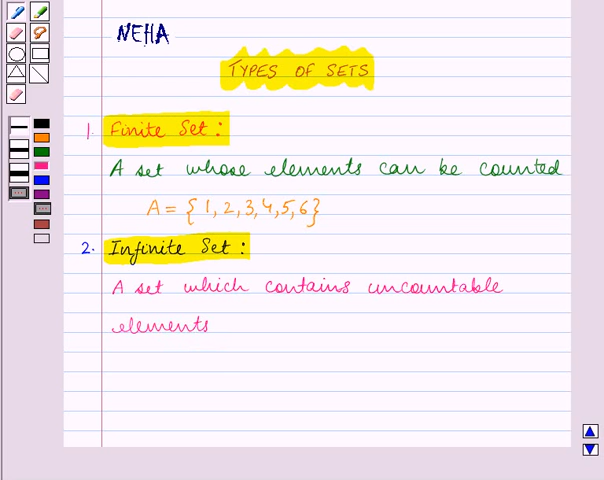 NEHA
TYPES OF SETS
1. Finite Set:
A set whose elements can be counted
A = {1, 2, 3, 4, 5, 6}
2. Infinite Set:
A set which contains uncountable
elements